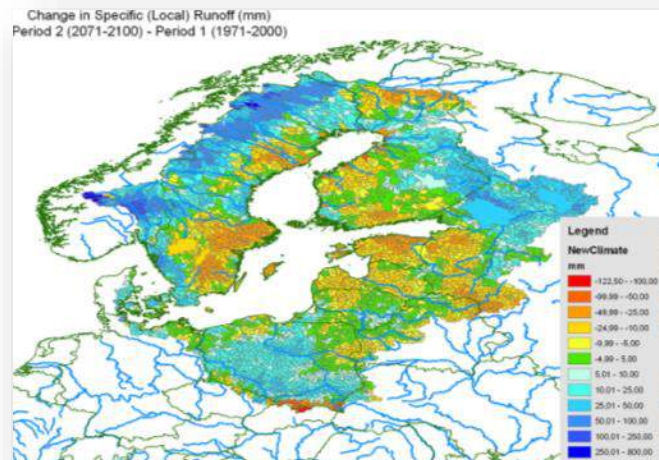 Change in Specific (Local) Runoff (mm)
Period 2 (2071-2100) - Period 1 (1971-2000)
Legend
NewClimate
mm
-122,50 - -100,00
-99,99 - -50,00
-49,99 - -25,00
-24,99 - -10,00
-9,99 - -5,00
-4,99 - 5,00
5,01 - 10,00
10,01 - 25,00
25,01 - 50,00
50,01 - 100,00
100,01 - 250,00
250,01 - 800,00